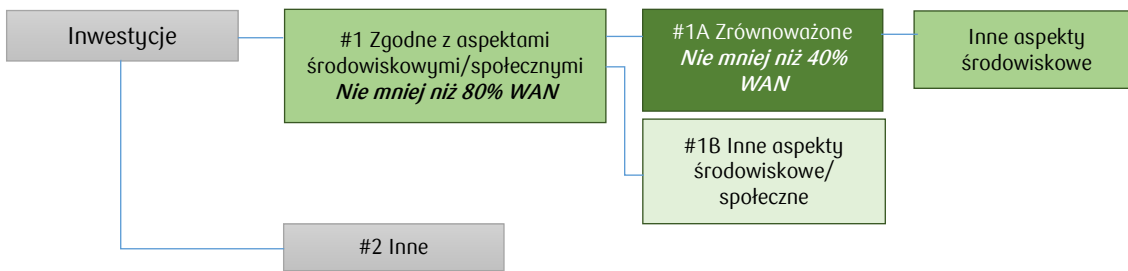 Inwestycje
#1 Zgodne z aspektami
środowiskowymi/społecznymi
Nie mniej niż 80% WAN
#1A Zrównoważone
Nie mniej niż 40%
WAN
Inne aspekty
środowiskowe
#1B Inne aspekty
środowiskowe/
społeczne
#2 Inne